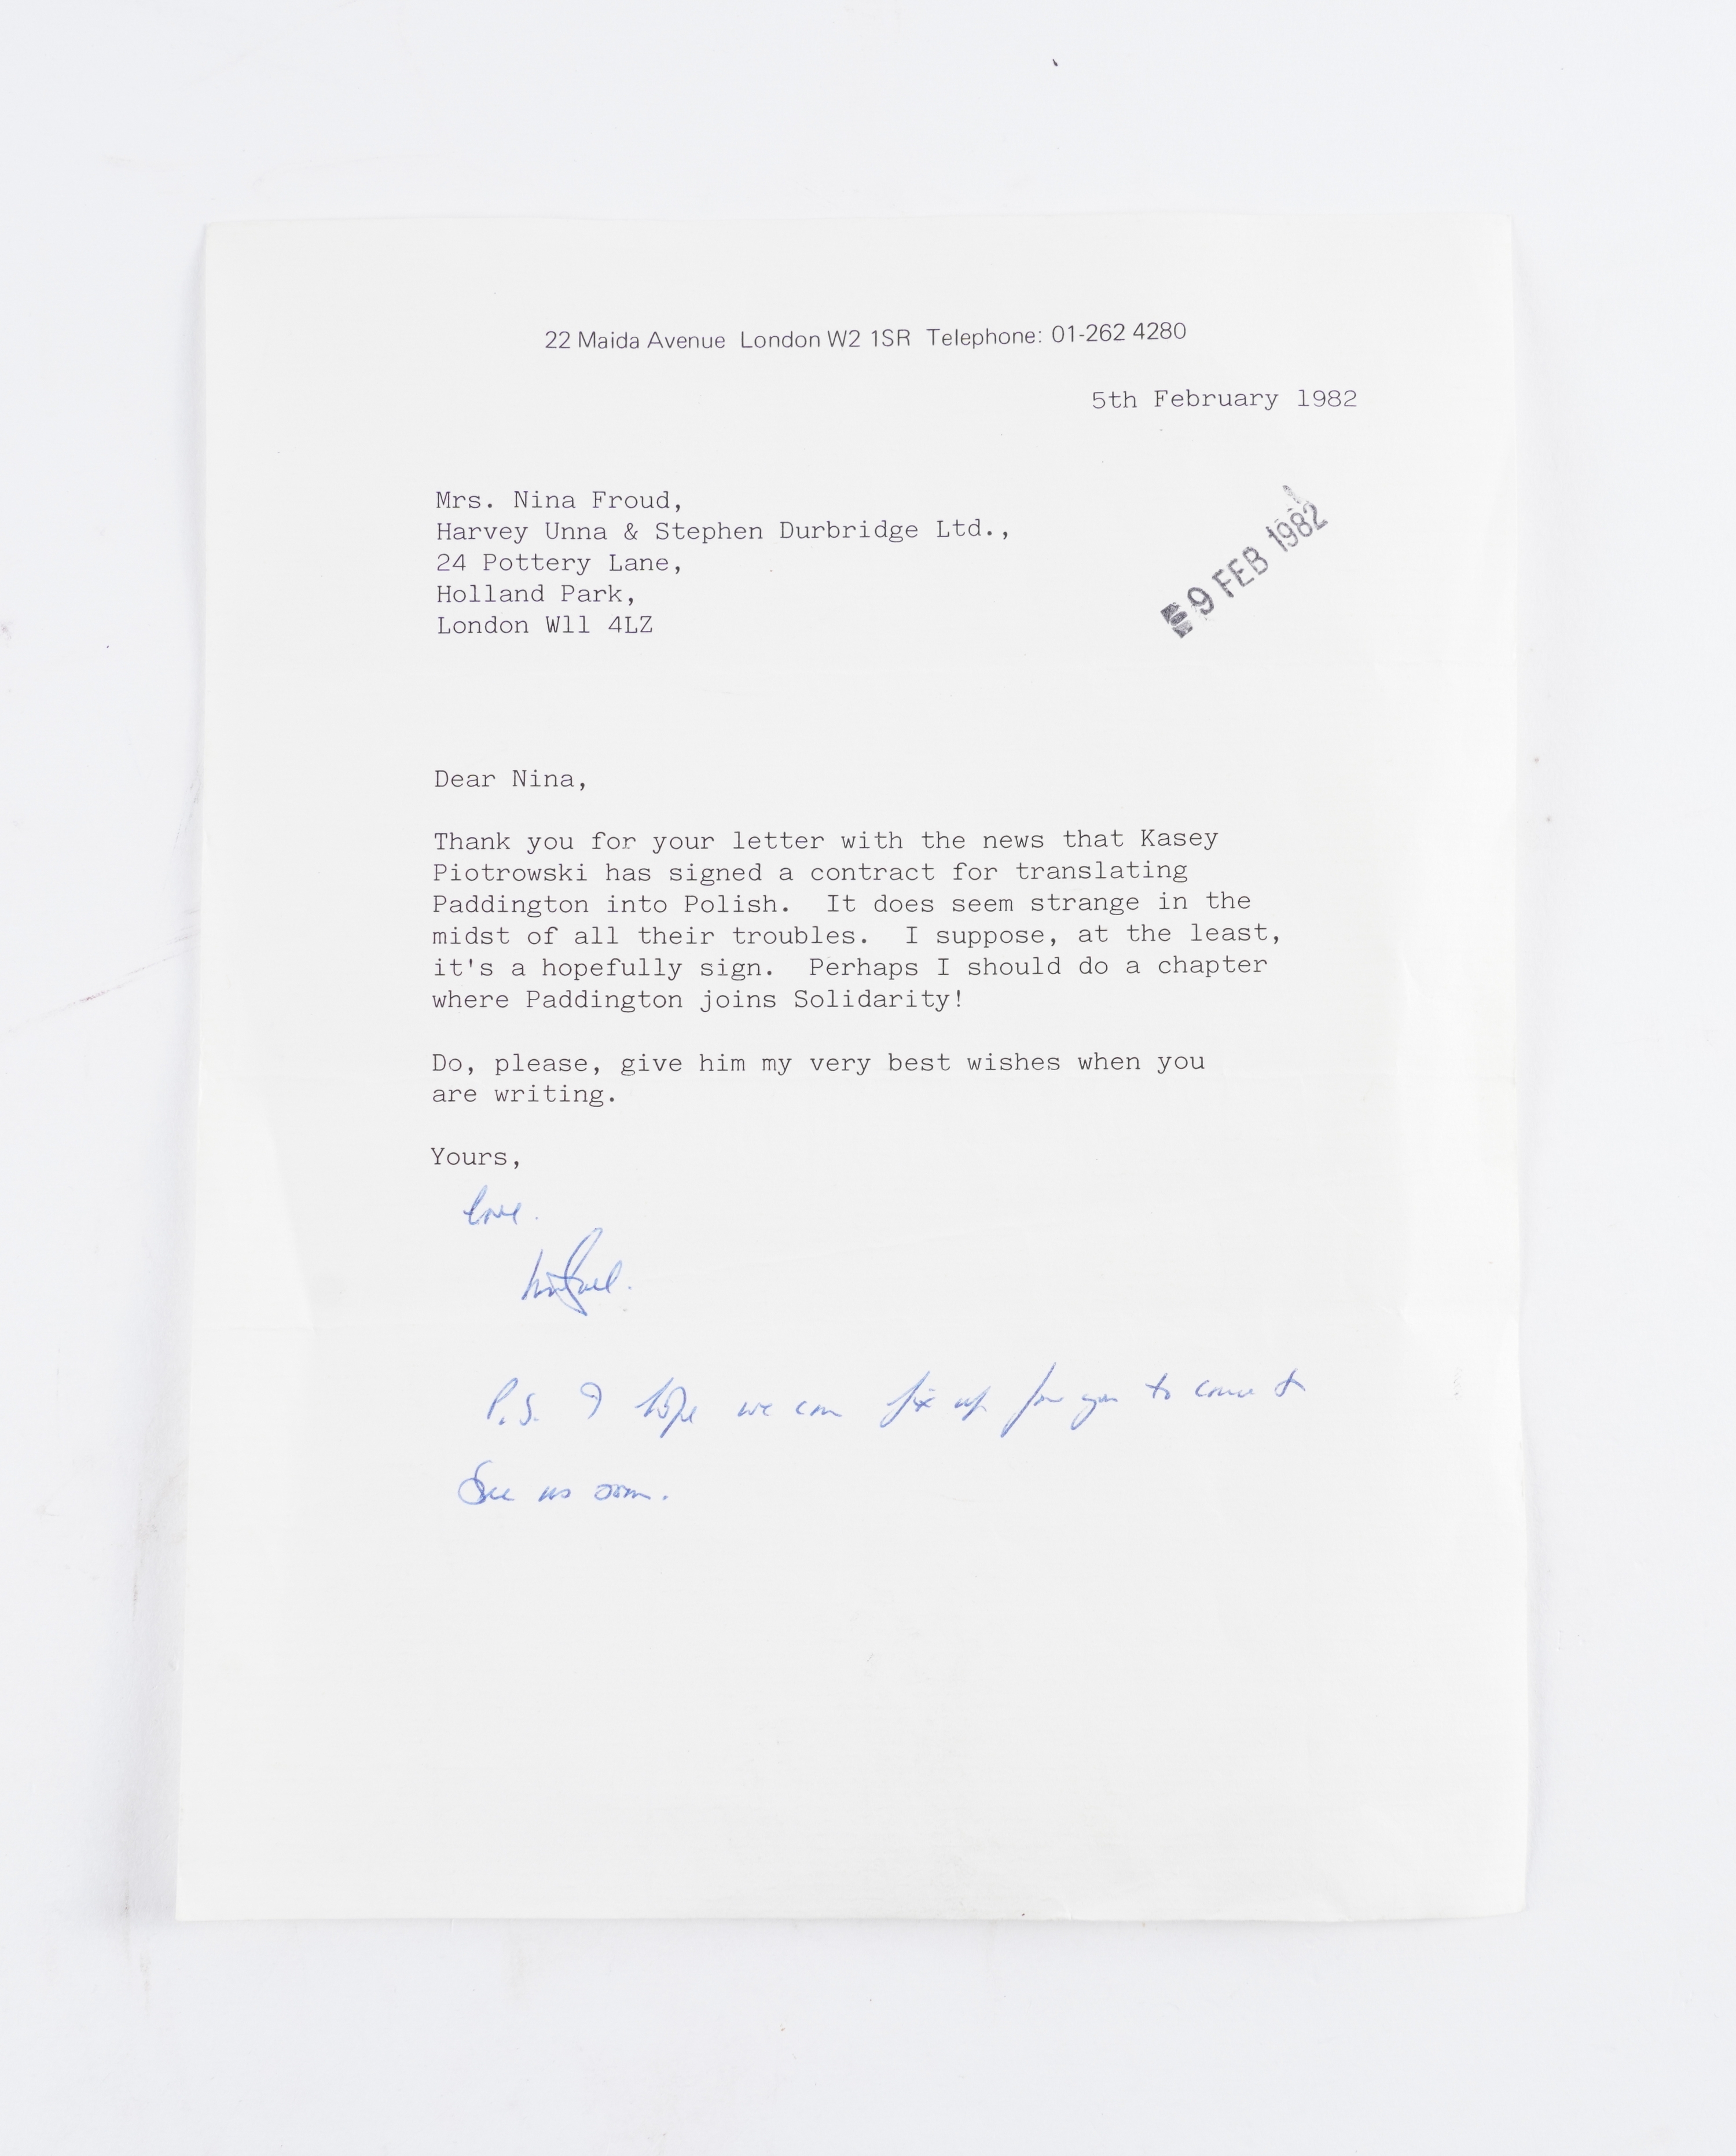 22 Maida Avenue London W2 1SR Telephone: 01-262 4280
5th February 1982
Mrs. Nina Froud,
Harvey Unna & Stephen Durbridge Ltd.,
24 Pottery Lane,
Holland Park,
London W11 4LZ
9 FEB 1982
Dear Nina,
Thank you for your letter with the news that Kasey
Piotrowski has signed a contract for translating
Paddington into Polish. It does seem strange in the
midst of all their troubles. I suppose, at the least,
it's a hopefully sign. Perhaps I should do a chapter
where Paddington joins Solidarity!
Do, please, give him my very best wishes when you
are writing.
Yours,
love.
Michael.
P.S. I hope we can fix up for you to come &
See us soon.